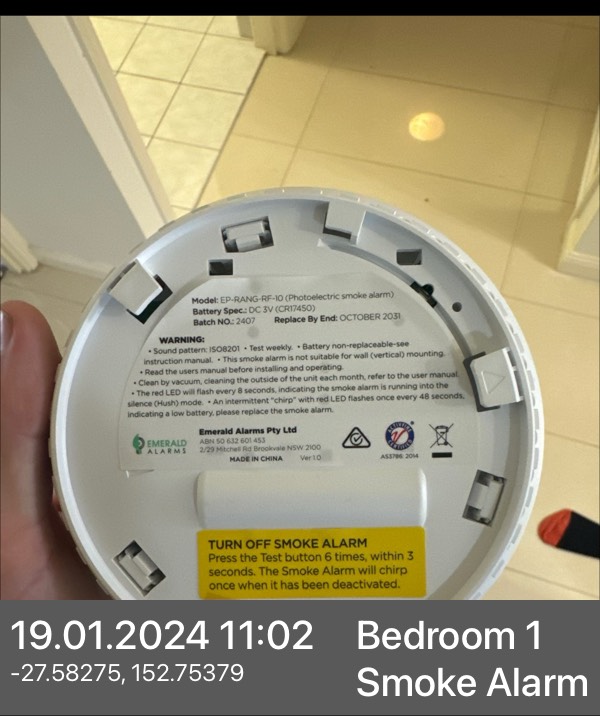 Model: EP-RANG-RF-10 (Photoelectric smoke alarm)
Battery Spec.: DC 3V (CR17450)
Batch NO.: 2407 Replace By End: OCTOBER 2031
WARNING:
• Sound pattern: ISO8201 • Test weekly. • Battery non-replaceable-see
instruction manual. • This smoke alarm is not suitable for wall (vertical) mounting.
• Read the users manual before installing and operating.
• Clean by vacuum, cleaning the outside of the unit each month, refer to the user manual.
• The red LED will flash every 8 seconds, indicating the smoke alarm is running into the
silence (Hush) mode. • An intermittent "chirp" with red LED flashes once every 48 seconds,
indicating a low battery, please replace the smoke alarm.
EMERALD
ALARMS
Emerald Alarms Pty Ltd
ABN 50 632 601 453
2/29 Mitchell Rd Brookvale NSW 2100
MADE IN CHINA Ver1.0
AS3786: 2014
TURN OFF SMOKE ALARM
Press the Test button 6 times, within 3
seconds. The Smoke Alarm will chirp
once when it has been deactivated.
19.01.2024 11:02
-27.58275, 152.75379
Bedroom 1
Smoke Alarm